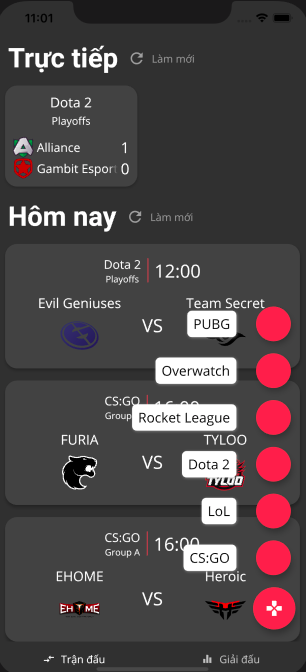 11:01
Trực tiếp
Làm mới
Dota 2
Playoffs
Alliance 1
Gambit Esport 0
Hôm nay
Làm mới
Dota 2
Playoffs
12:00
Evil Geniuses
VS
Team Secret
PUBG
Overwatch
CS:GO
Group A
16:00
Rocket League
FURIA
VS
TYLOO
TYLOO
Dota 2
LoL
CS:GO
Group A
16:00
CS:GO
EHOME
EHOME
VS
Heroic
Trận đấu
Giải đấu